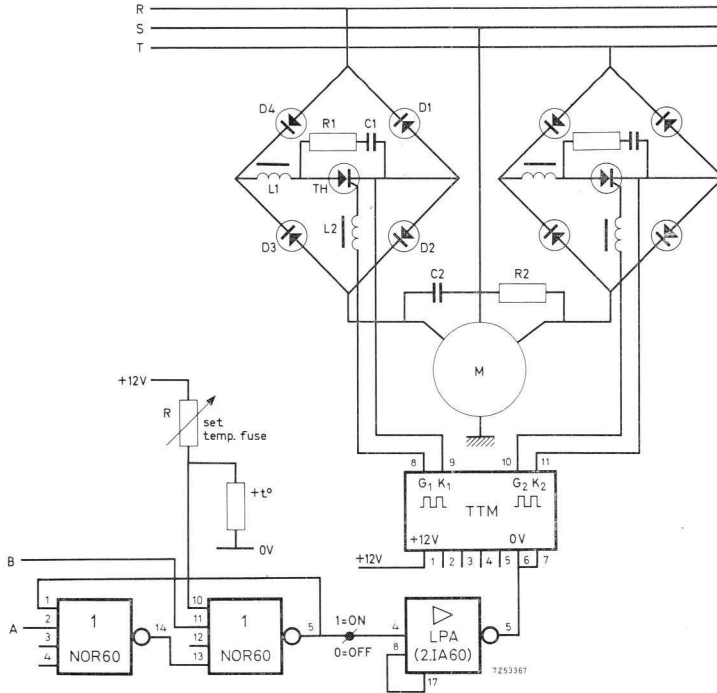 R
S
T
D4
D1
R1
C1
L1
TH
L2
D3
D2
C2
R2
M
+12V
R
set
temp. fuse
+t°
0V
8
9
10
11
G1 K1
G2 K2
TTM
+12V
0V
+12V
1
2
3
4
5
6
7
B
A
1
2
3
4
1
NOR60
14
10
11
12
13
1
NOR60
5
1=ON
0=OFF
4
8
17
LPA
(2.IA60)
5
7Z53367